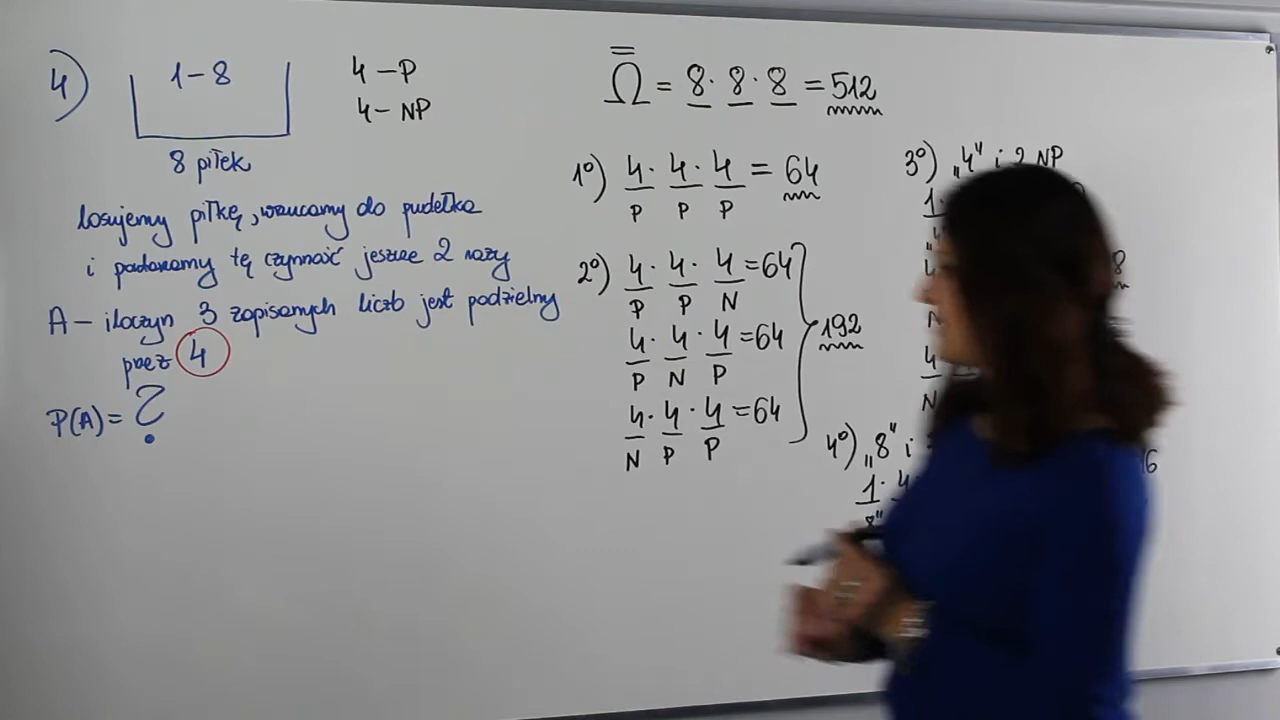 4)
1-8
8 piłek
4-P
4-NP
losujemy piłkę, wrzucamy do pudełka
i powtarzamy tę czynność jeszcze 2 razy
A - iloczyn 3 zapisanych liczb jest podzielny
przez 4
P(A) = ?
Ω = 8·8·8 = 512
1°) 4·4·4 = 64
P P P
2°) 4·4·4 = 64
P P N
4·4·4 = 64
P N P
4·4·4 = 64
N P P
192
3°) „4" i 2 NP
1·
N
4
N
4°) „8" i
1·4
8"